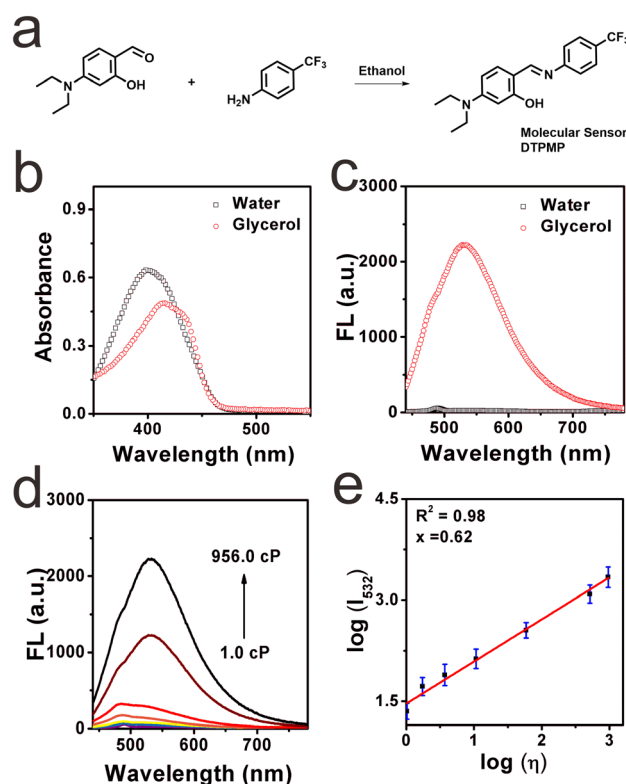 a
O
N
OH
+
H₂N
CF₃
Ethanol
N
N
OH
CF₃
Molecular Sensor
DTPMP
b
Absorbance
0.9
0.6
0.3
0.0
Water
Glycerol
400
500
Wavelength (nm)
c
FL (a.u.)
3000
2000
1000
0
Water
Glycerol
500
600
700
Wavelength (nm)
d
FL (a.u.)
3000
2000
1000
0
956.0 cP
1.0 cP
500
600
700
Wavelength (nm)
e
log (I₅₃₂)
4.5
3.0
1.5
R² = 0.98
x =0.62
0
1
2
3
log (η)